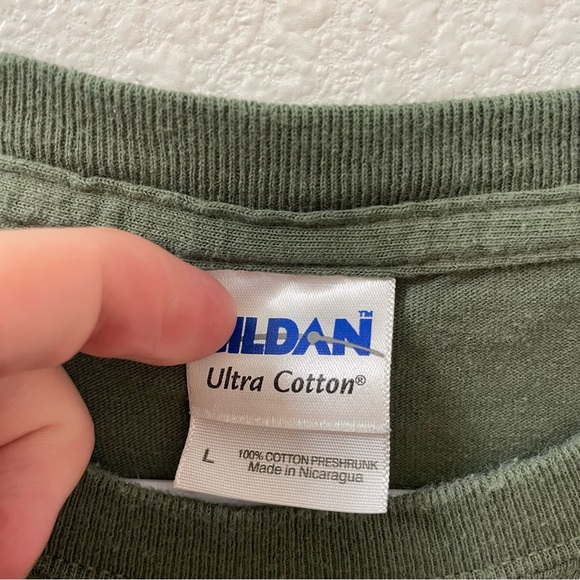 ILDAN™
Ultra Cotton®
L
100% COTTON PRESHRUNK
Made in Nicaragua